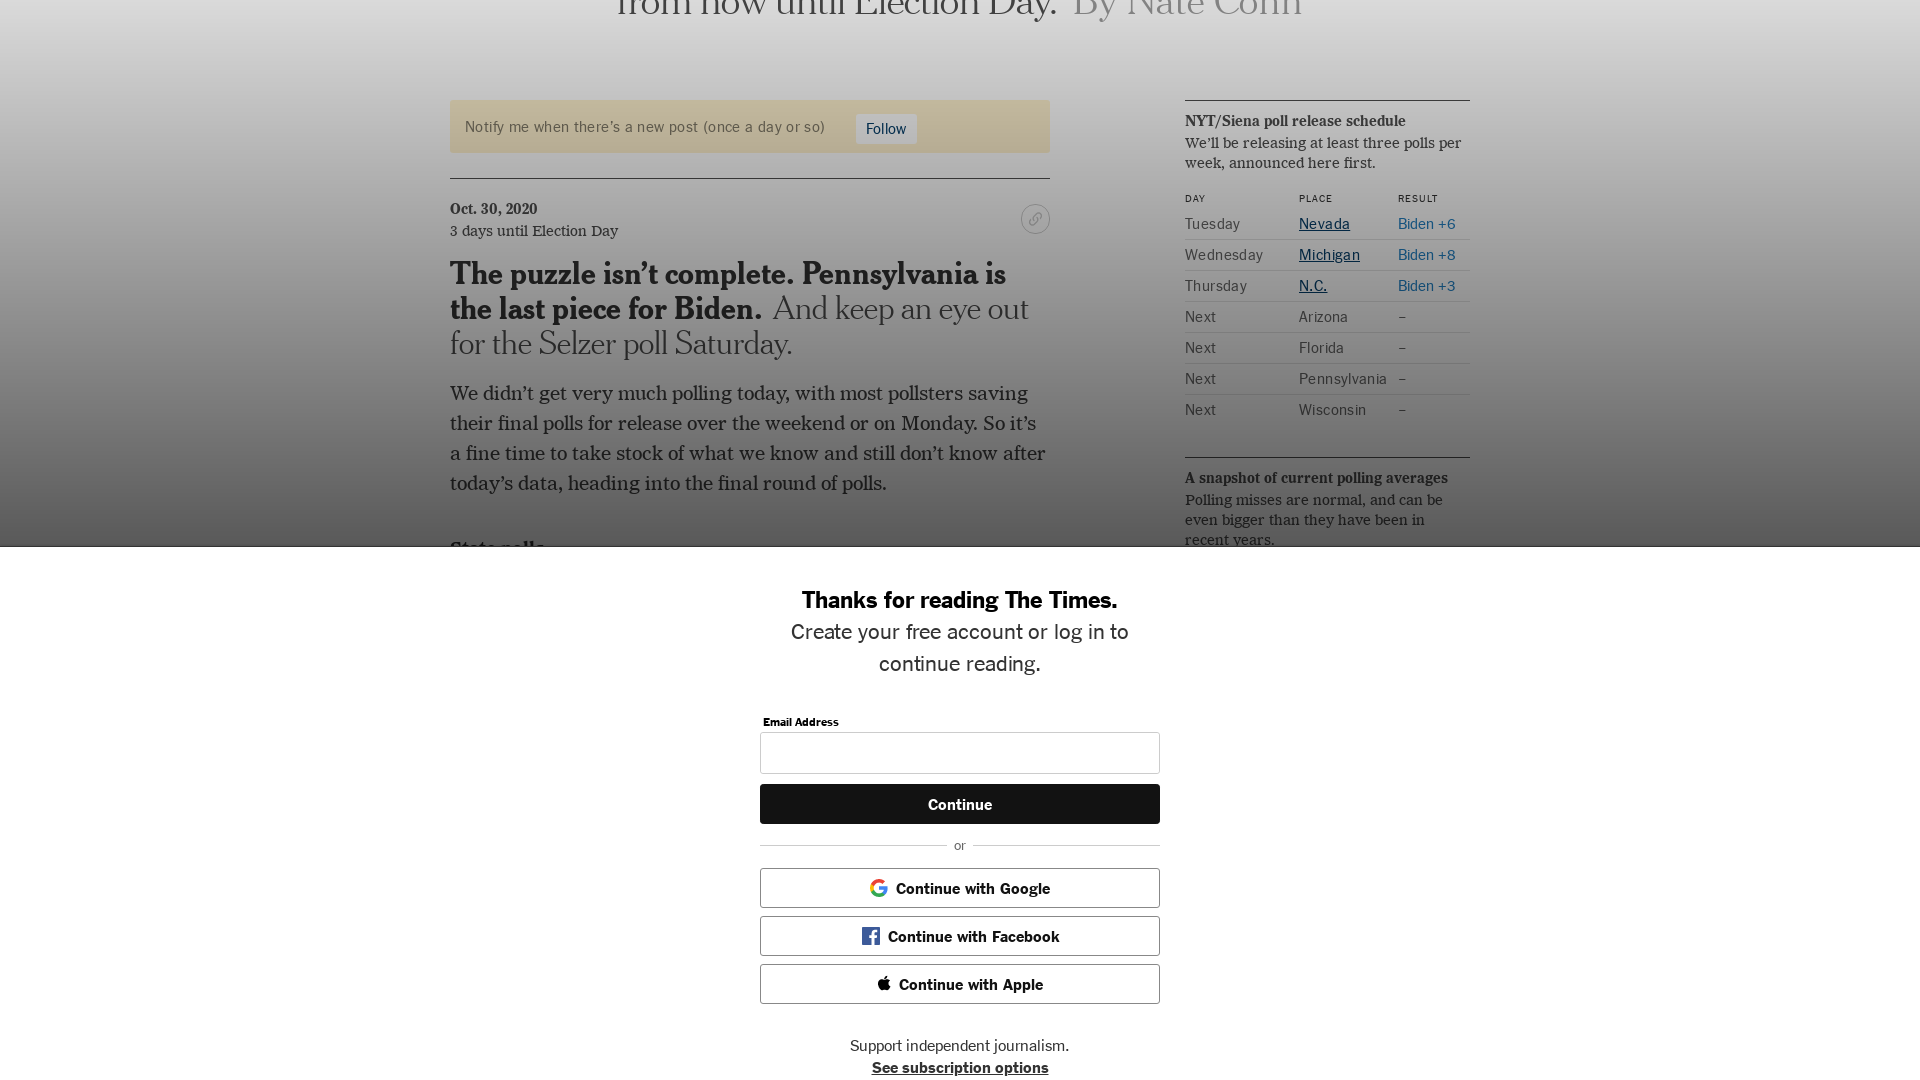 from now until Election Day. By Nate Cohn
Notify me when there’s a new post (once a day or so)
Follow
Oct. 30, 2020
3 days until Election Day
The puzzle isn’t complete. Pennsylvania is
the last piece for Biden. And keep an eye out
for the Selzer poll Saturday.
We didn’t get very much polling today, with most pollsters saving
their final polls for release over the weekend or on Monday. So it’s
a fine time to take stock of what we know and still don’t know after
today’s data, heading into the final round of polls.
State polls
NYT/Siena poll release schedule
We’ll be releasing at least three polls per
week, announced here first.
DAY PLACE RESULT
Tuesday Nevada Biden +6
Wednesday Michigan Biden +8
Thursday N.C. Biden +3
Next Arizona –
Next Florida –
Next Pennsylvania –
Next Wisconsin –
A snapshot of current polling averages
Polling misses are normal, and can be
even bigger than they have been in
recent years.
Thanks for reading The Times.
Create your free account or log in to
continue reading.
Email Address
Continue
or
Continue with Google
Continue with Facebook
Continue with Apple
Support independent journalism.
See subscription options